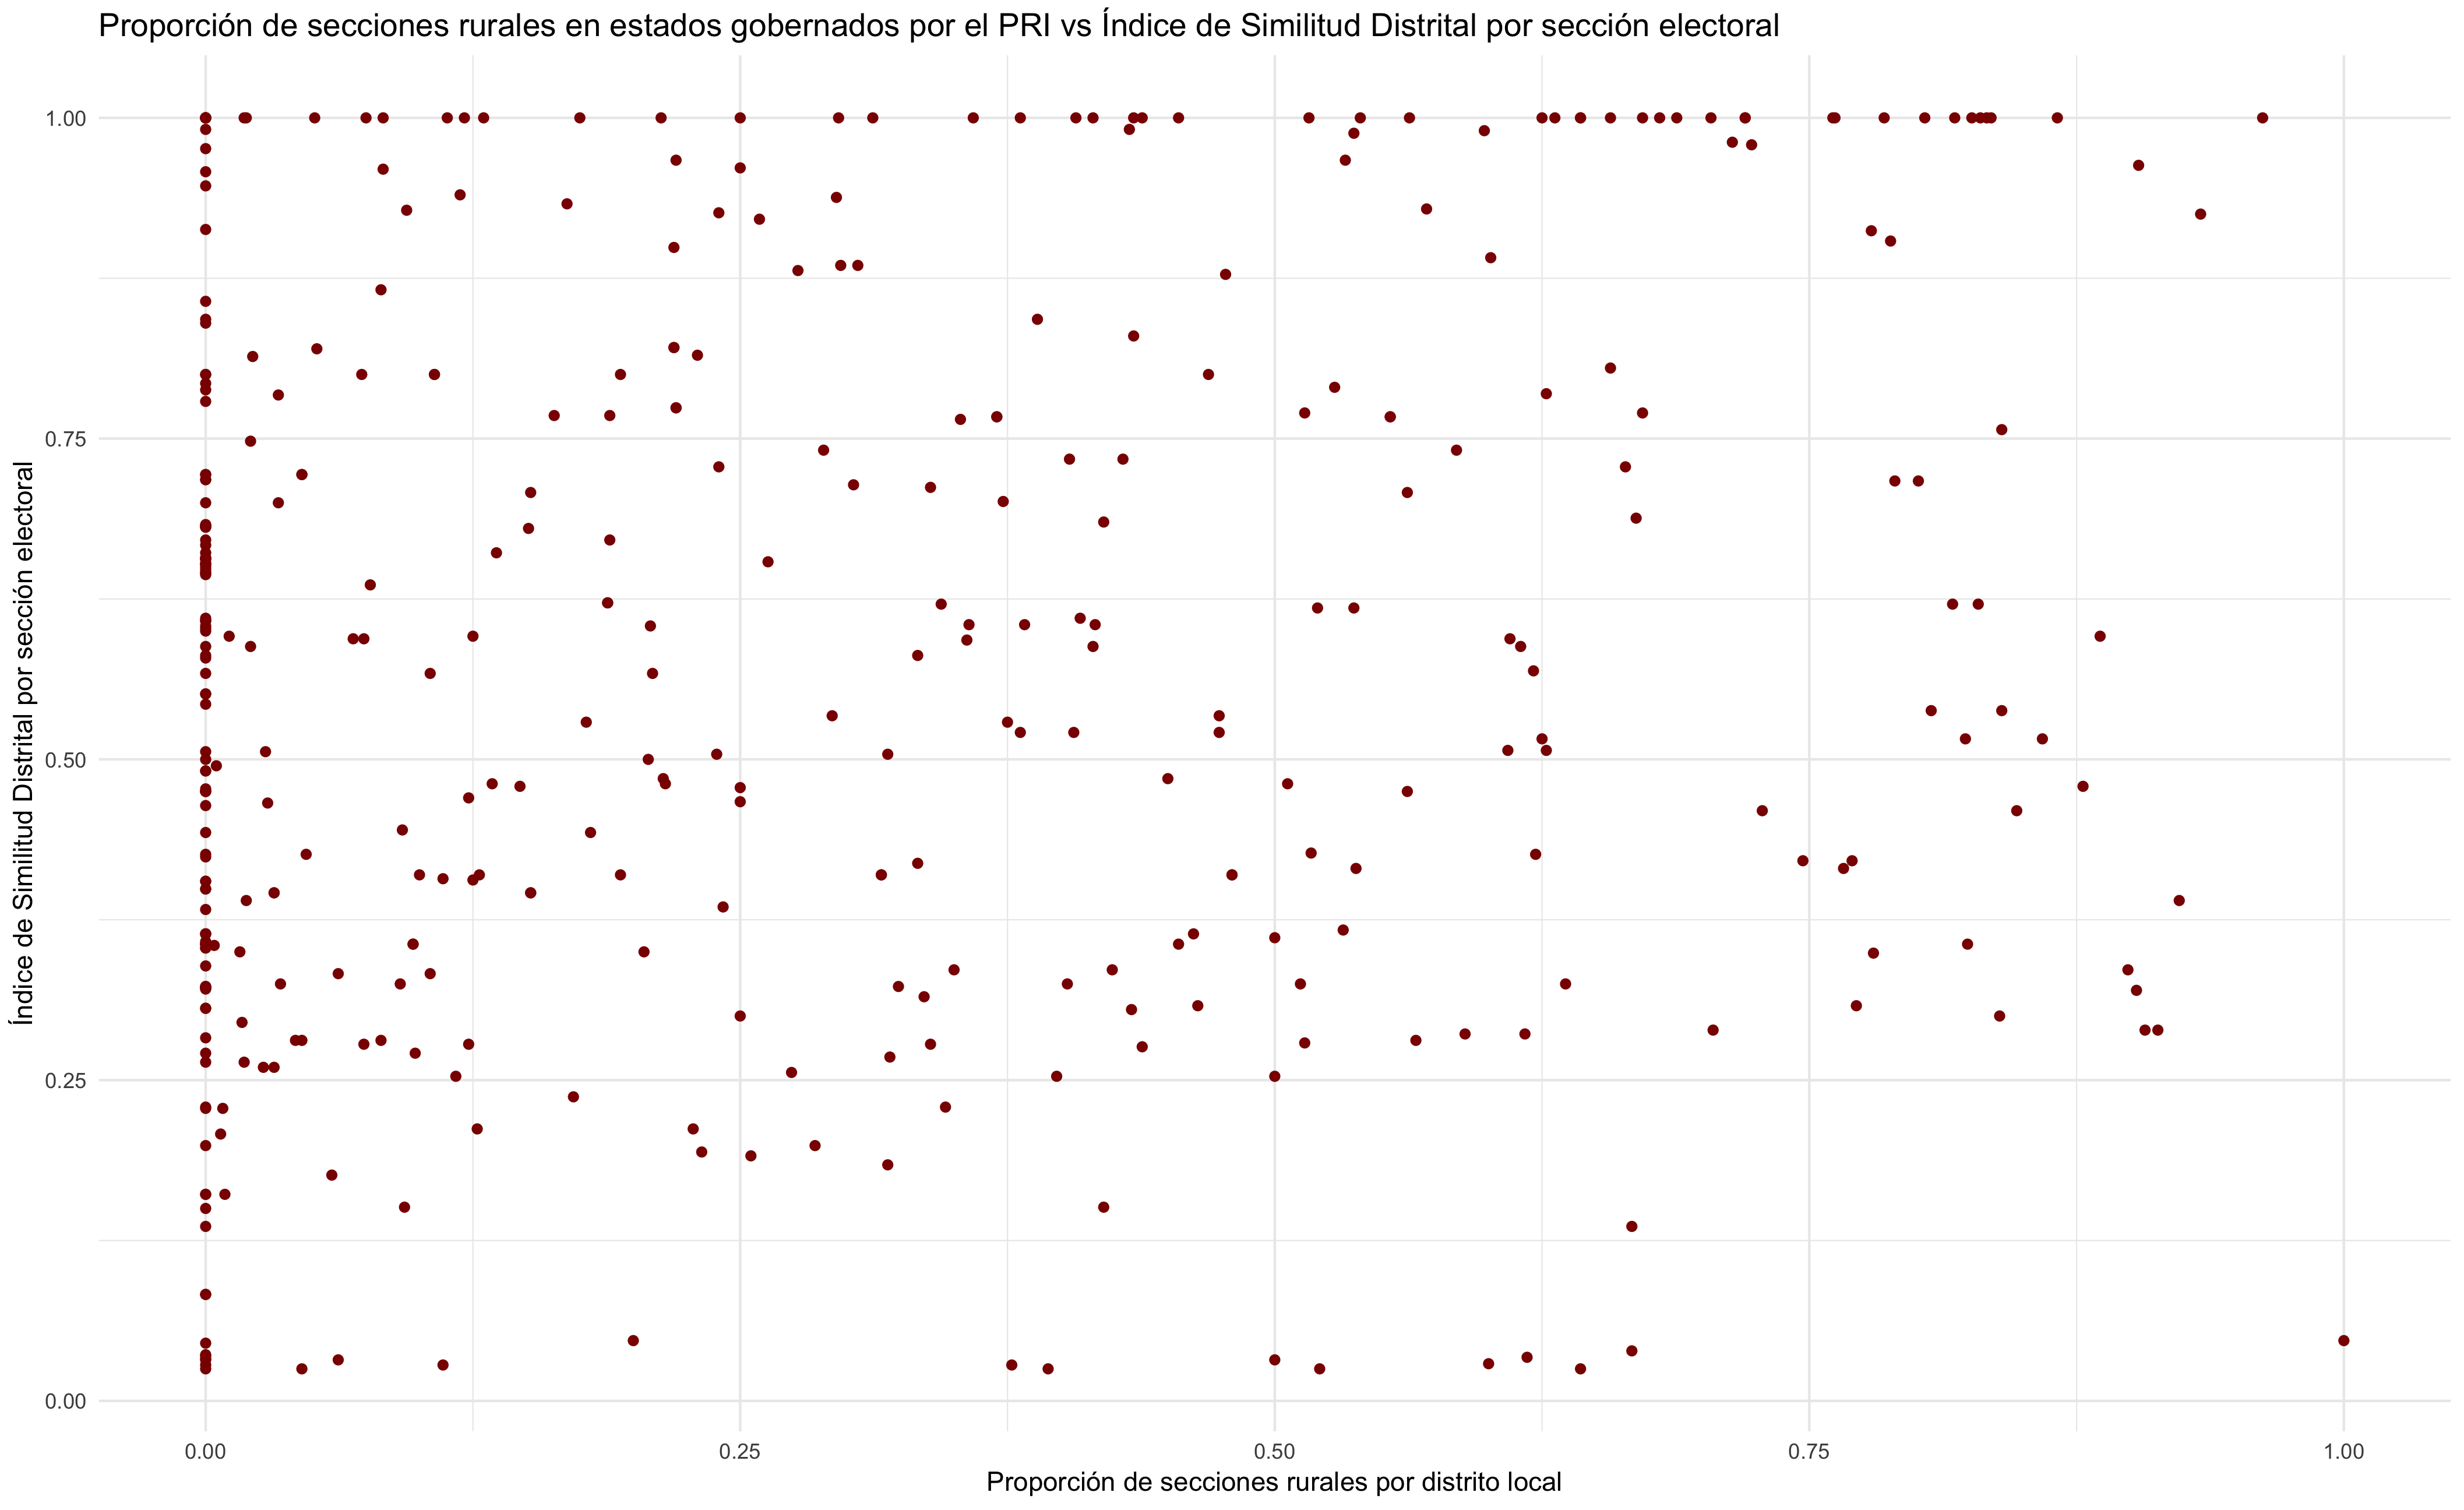 Proporción de secciones rurales en estados gobernados por el PRI vs Índice de Similitud Distrital por sección electoral
Índice de Similitud Distrital por sección electoral
1.00
0.75
0.50
0.25
0.00
0.00 0.25 0.50 0.75 1.00
Proporción de secciones rurales por distrito local